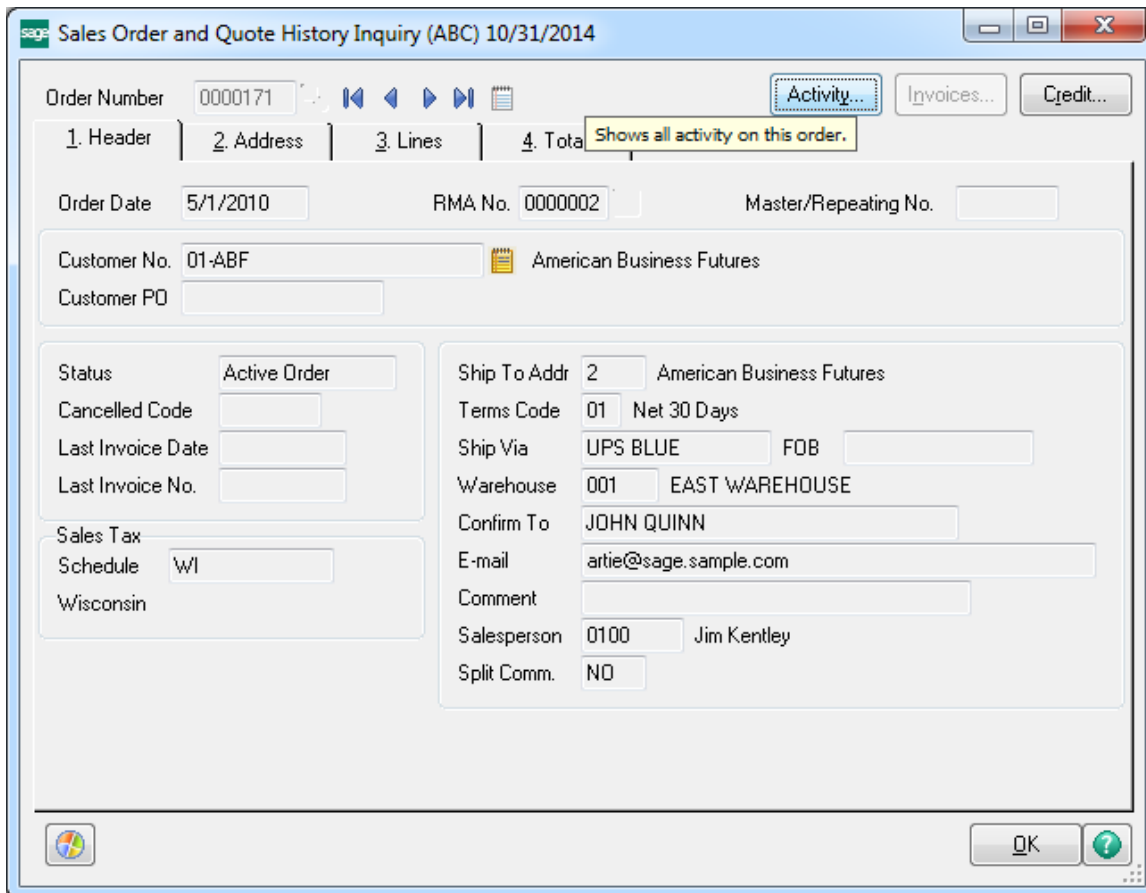 sage Sales Order and Quote History Inquiry (ABC) 10/31/2014
Order Number 0000171 Activity... Invoices... Credit...
Shows all activity on this order.
1. Header 2. Address 3. Lines 4. Tota
Order Date 5/1/2010 RMA No. 0000002 Master/Repeating No.
Customer No. 01-ABF American Business Futures
Customer PO
Status Active Order
Cancelled Code
Last Invoice Date
Last Invoice No.
Sales Tax
Schedule WI
Wisconsin
Ship To Addr 2 American Business Futures
Terms Code 01 Net 30 Days
Ship Via UPS BLUE FOB
Warehouse 001 EAST WAREHOUSE
Confirm To JOHN QUINN
E-mail artie@sage.sample.com
Comment
Salesperson 0100 Jim Kentley
Split Comm. NO
OK ?